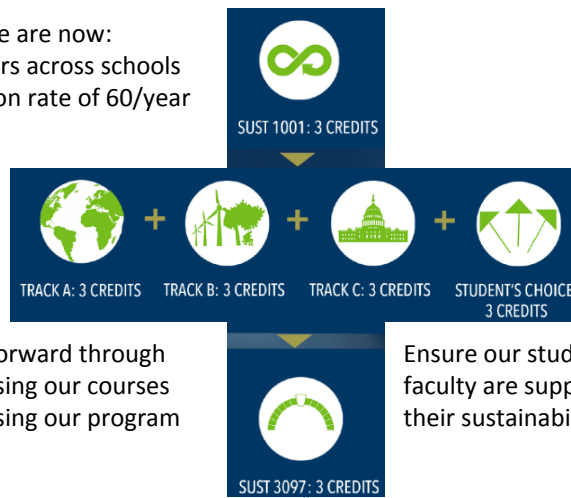 e are now:
rs across schools
on rate of 60/year
SUST 1001: 3 CREDITS
+ + +
TRACK A: 3 CREDITS TRACK B: 3 CREDITS TRACK C: 3 CREDITS STUDENT'S CHOICE
3 CREDITS
orward through
sing our courses
sing our program
Ensure our stud
faculty are supp
their sustainabi
SUST 3097: 3 CREDITS